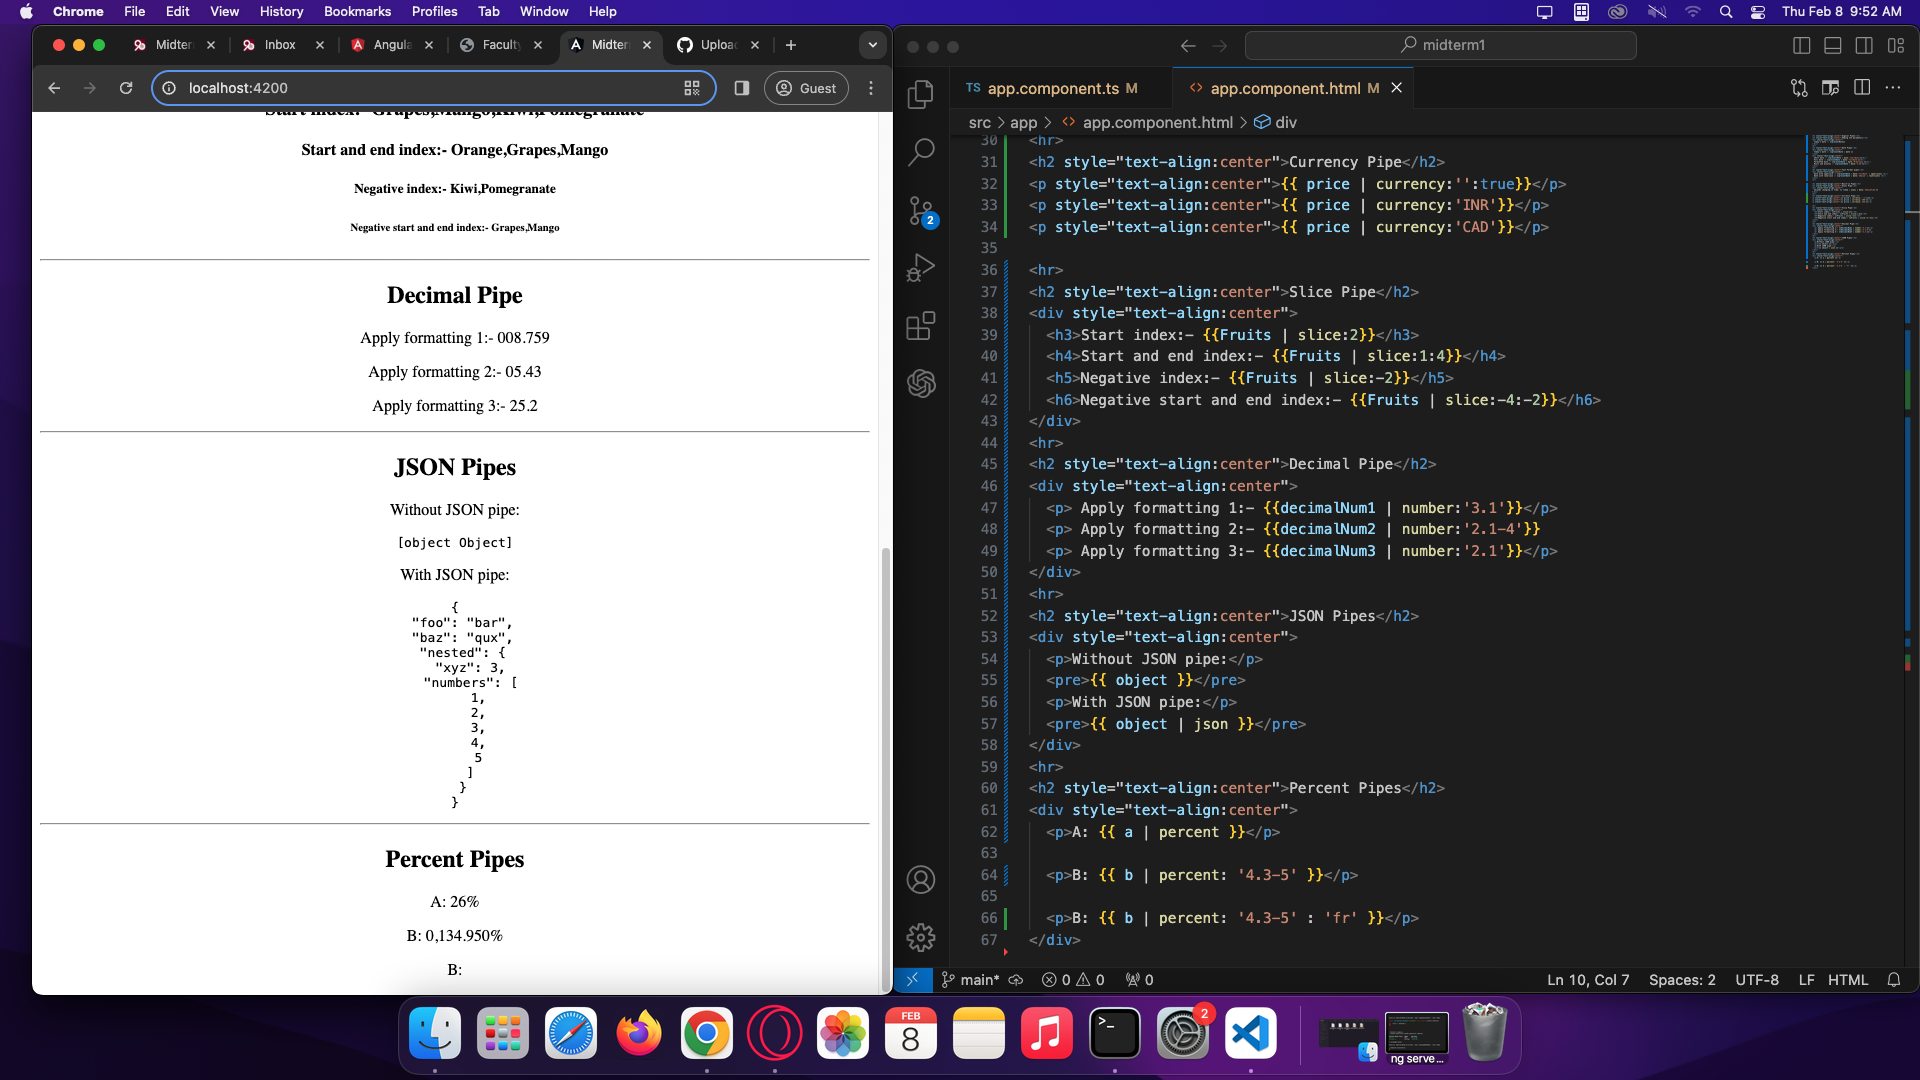 Chrome File Edit View History Bookmarks Profiles Tab Window Help Thu Feb 8 9:52 AM
Midter Inbox Angula Faculty Midter Uploa
localhost:4200 Guest
Start index:- Grapes,Mango,Kiwi,Pomegranate
Start and end index:- Orange,Grapes,Mango
Negative index:- Kiwi,Pomegranate
Negative start and end index:- Grapes,Mango
Decimal Pipe
Apply formatting 1:- 008.759
Apply formatting 2:- 05.43
Apply formatting 3:- 25.2
JSON Pipes
Without JSON pipe:
[object Object]
With JSON pipe:
{
"foo": "bar",
"baz": "qux",
"nested": {
"xyz": 3,
"numbers": [
1,
2,
3,
4,
5
]
}
}
Percent Pipes
A: 26%
B: 0,134.950%
B:
midterm1
TS app.component.ts M <> app.component.html M
src > app > <> app.component.html > div
30 <hr>
31 <h2 style="text-align:center">Currency Pipe</h2>
32 <p style="text-align:center">{{ price | currency:'':true}}</p>
33 <p style="text-align:center">{{ price | currency:'INR'}}</p>
34 <p style="text-align:center">{{ price | currency:'CAD'}}</p>
35
36 <hr>
37 <h2 style="text-align:center">Slice Pipe</h2>
38 <div style="text-align:center">
39 <h3>Start index:- {{Fruits | slice:2}}</h3>
40 <h4>Start and end index:- {{Fruits | slice:1:4}}</h4>
41 <h5>Negative index:- {{Fruits | slice:-2}}</h5>
42 <h6>Negative start and end index:- {{Fruits | slice:-4:-2}}</h6>
43 </div>
44 <hr>
45 <h2 style="text-align:center">Decimal Pipe</h2>
46 <div style="text-align:center">
47 <p> Apply formatting 1:- {{decimalNum1 | number:'3.1'}}</p>
48 <p> Apply formatting 2:- {{decimalNum2 | number:'2.1-4'}}
49 <p> Apply formatting 3:- {{decimalNum3 | number:'2.1'}}</p>
50 </div>
51 <hr>
52 <h2 style="text-align:center">JSON Pipes</h2>
53 <div style="text-align:center">
54 <p>Without JSON pipe:</p>
55 <pre>{{ object }}</pre>
56 <p>With JSON pipe:</p>
57 <pre>{{ object | json }}</pre>
58 </div>
59 <hr>
60 <h2 style="text-align:center">Percent Pipes</h2>
61 <div style="text-align:center">
62 <p>A: {{ a | percent }}</p>
63
64 <p>B: {{ b | percent: '4.3-5' }}</p>
65
66 <p>B: {{ b | percent: '4.3-5' : 'fr' }}</p>
67 </div>
2
main* 0 0 0 Ln 10, Col 7 Spaces: 2 UTF-8 LF HTML
FEB
8
2
ng serve...